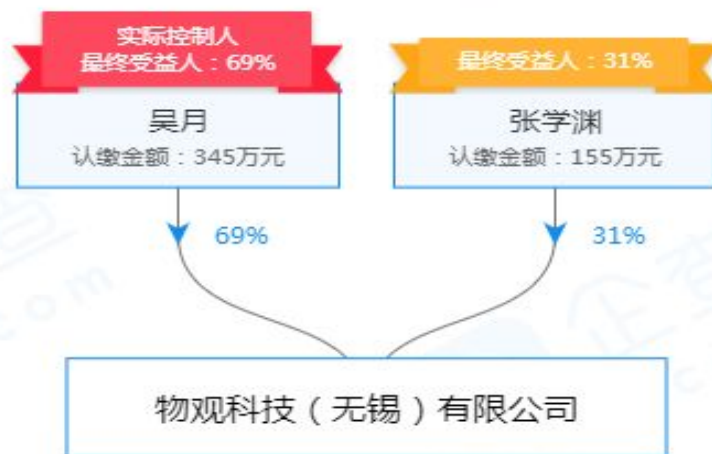 实际控制人
最终受益人：69%
最终受益人：31%
吴月
张学渊
认缴金额：345万元
认缴金额：155万元
69%
31%
物观科技（无锡）有限公司